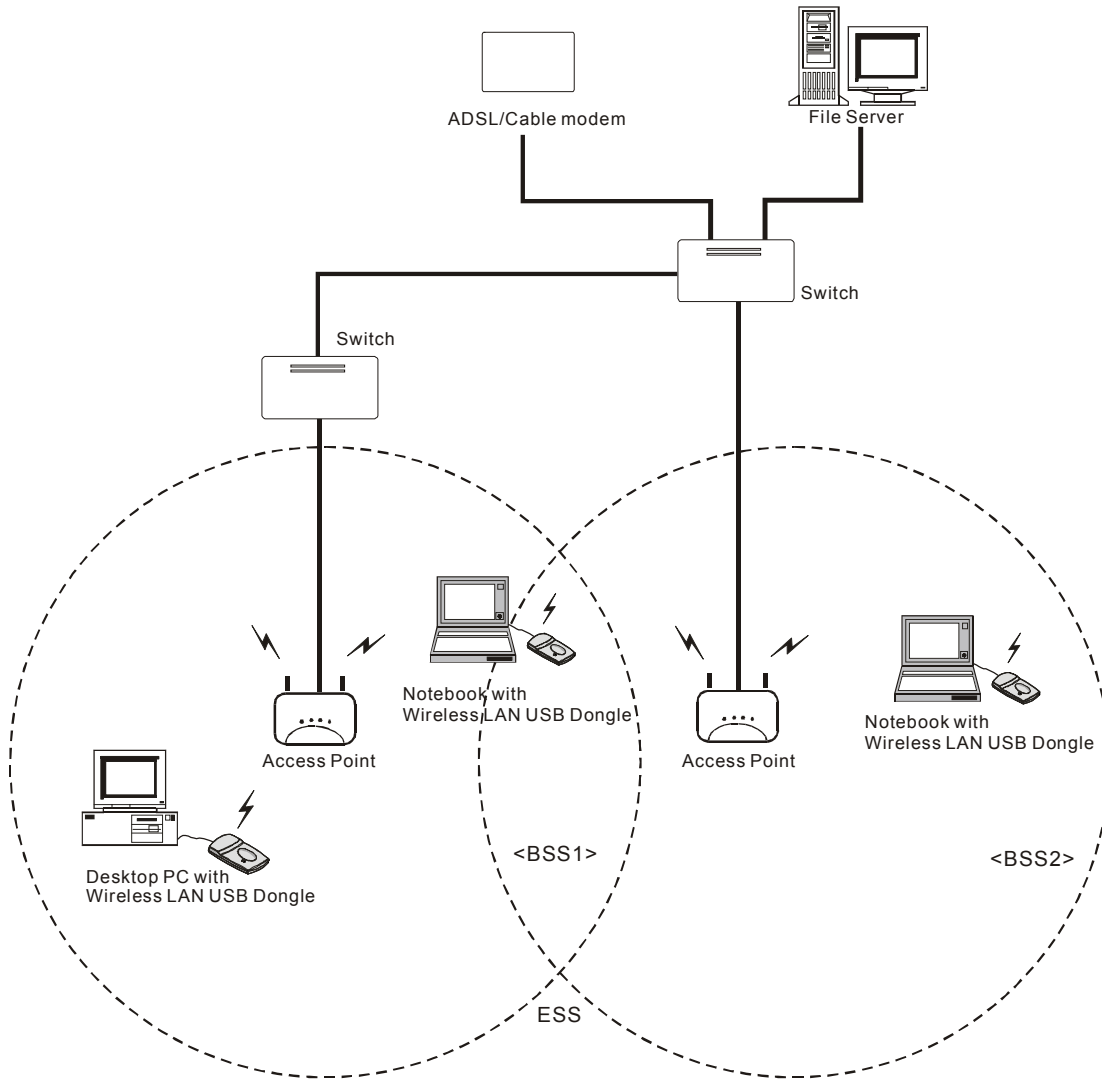 ADSL/Cable modem
File Server
Switch
Switch
Notebook with
Wireless LAN USB Dongle
Access Point
Access Point
Notebook with
Wireless LAN USB Dongle
Desktop PC with
Wireless LAN USB Dongle
<BSS1>
<BSS2>
ESS